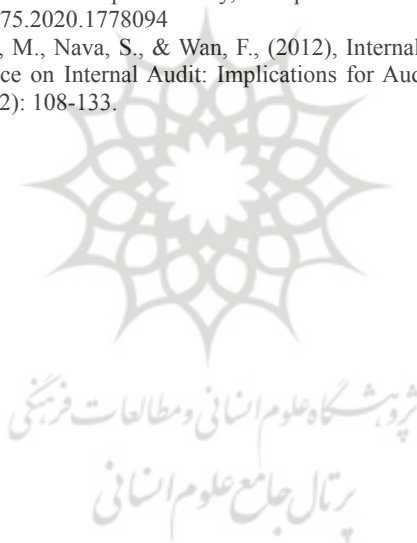 75.2020.1778094
, M., Nava, S., & Wan, F., (2012), Internal
ce on Internal Audit: Implications for Aud
2): 108-133.
پژوهشگاه علوم انسانی و مطالعات فرهنگی
پرتال جامع علوم انسانی